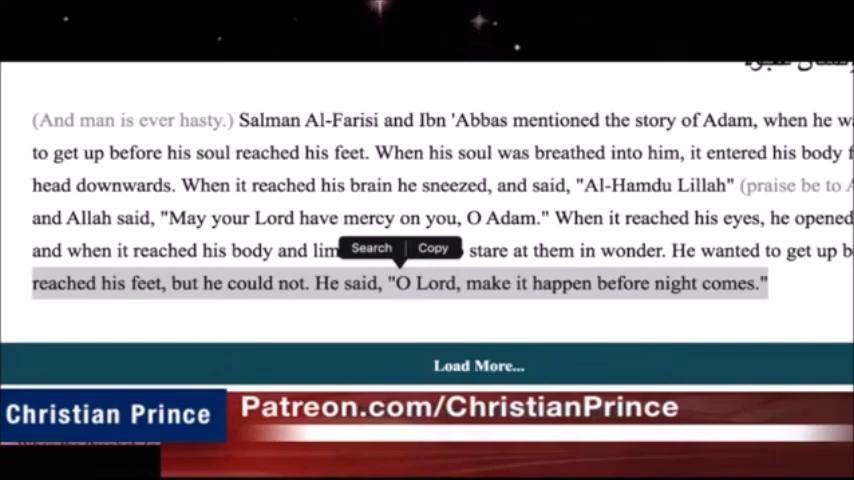 (And man is ever hasty.) Salman Al-Farisi and Ibn 'Abbas mentioned the story of Adam, when he
to get up before his soul reached his feet. When his soul was breathed into him, it entered his body
head downwards. When it reached his brain he sneezed, and said, "Al-Hamdu Lillah" (praise be to
and Allah said, "May your Lord have mercy on you, O Adam." When it reached his eyes, he opened
and when it reached his body and stare at them in wonder. He wanted to get up
Search Copy
reached his feet, but he could not. He said, "O Lord, make it happen before night comes."
Load More...
Christian Prince
Patreon.com/ChristianPrince